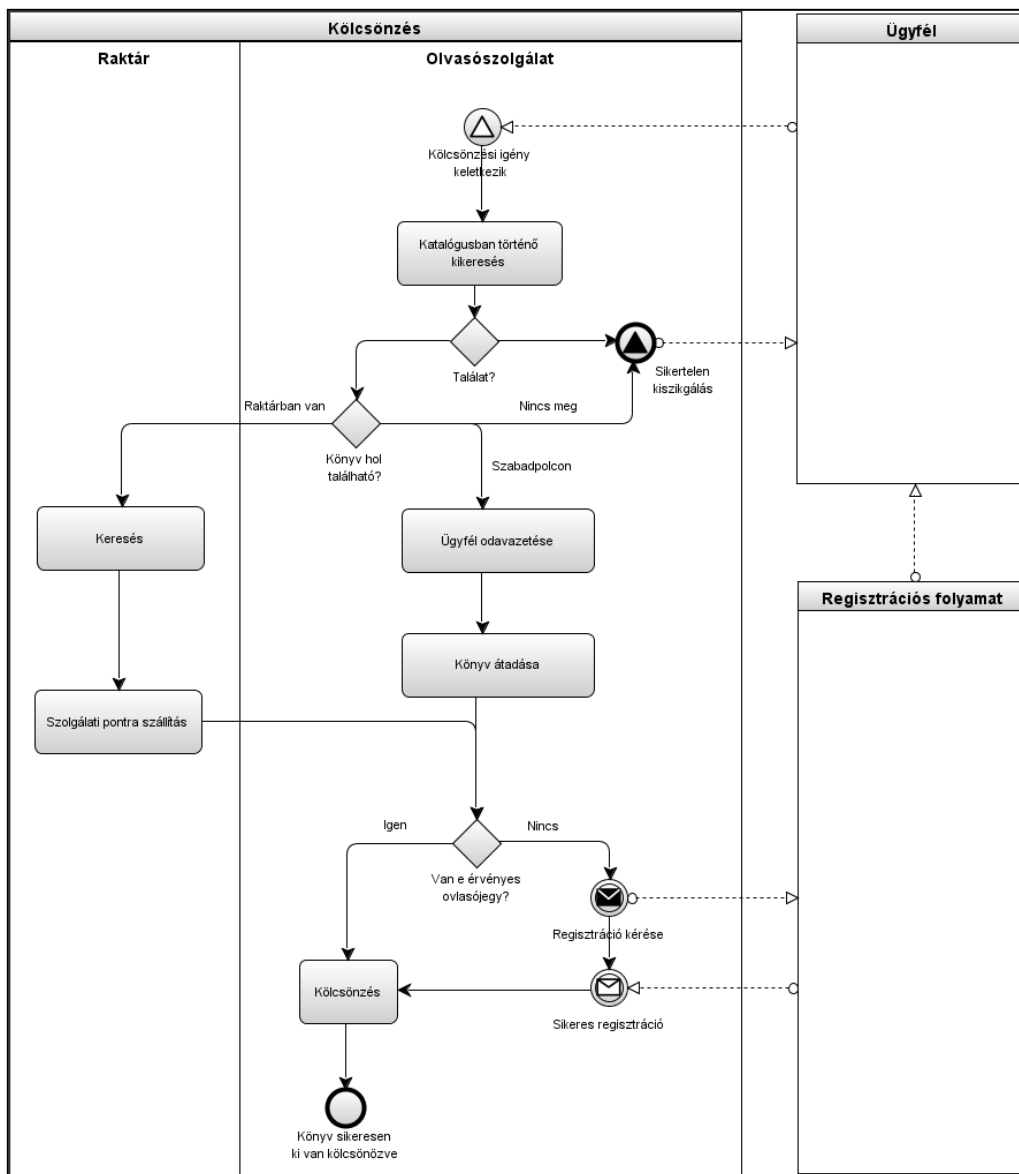 Kölcsönzés
Ügyfél
Raktár
Olvasószolgálat
Kölcsönzési igény
keletkezik
Katalógusban történő
kikeresés
Találat?
Sikertelen
kiszikgálás
Raktárban van
Nincs meg
Könyv hol
található?
Szabadpolcon
Keresés
Ügyfél odavazetése
Regisztrációs folyamat
Könyv átadása
Szolgálati pontra szállítás
Igen
Nincs
Van e érvényes
ovlasójegy?
Regisztráció kérése
Kölcsönzés
Sikeres regisztráció
Könyv sikeresen
ki van kölcsönözve